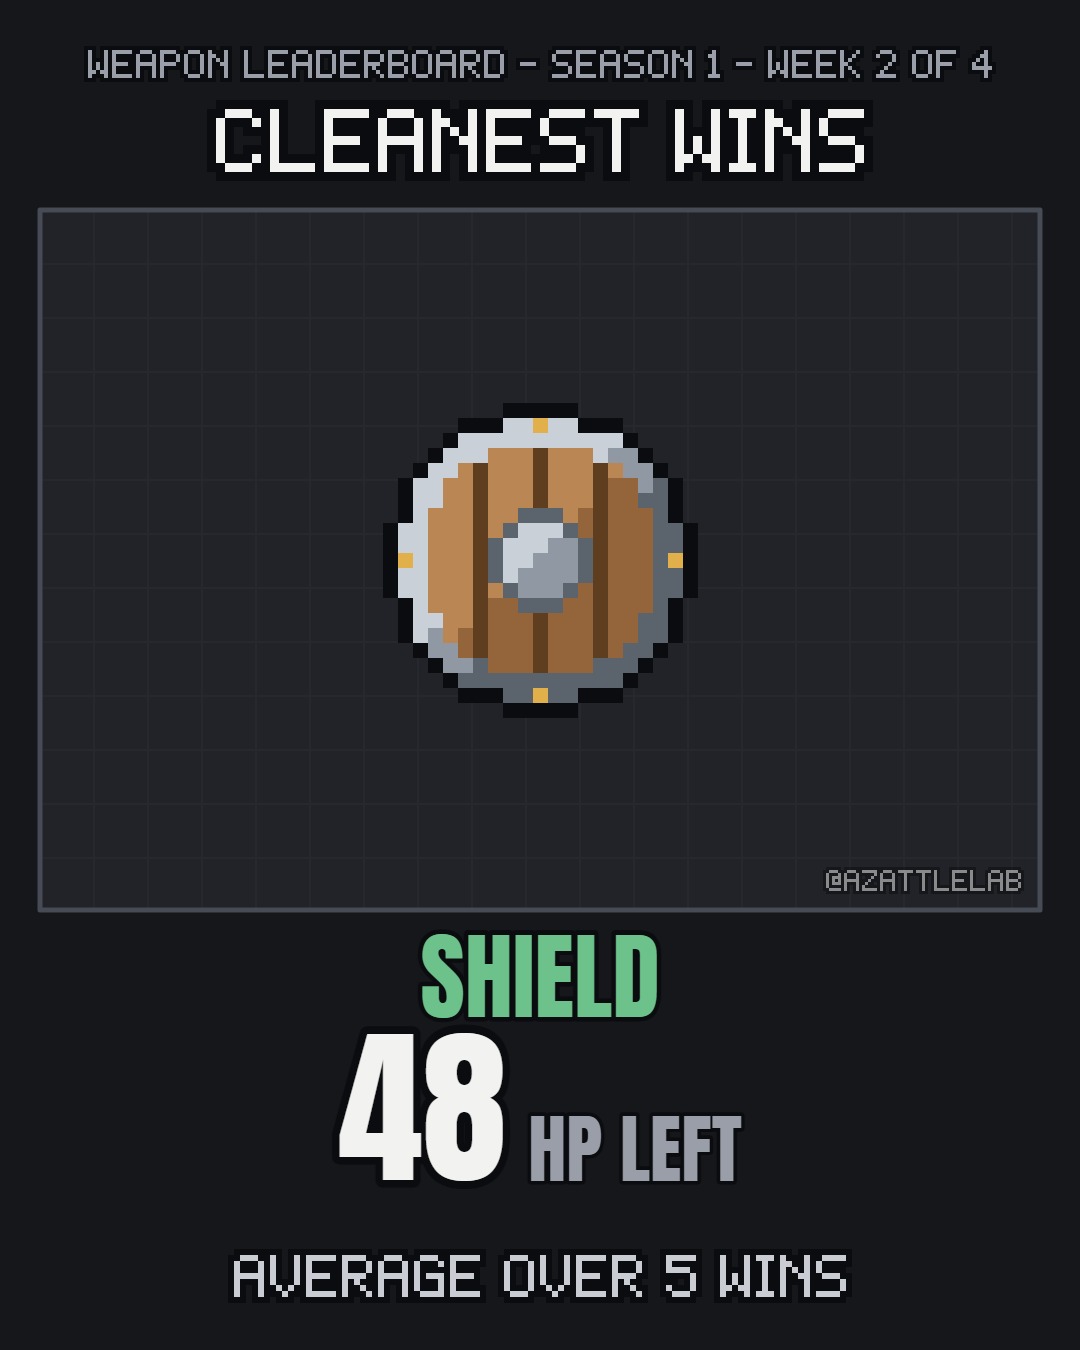 WEAPON LEADERBOARD - SEASON 1 - WEEK 2 OF 4
CLEANEST WINS
@AZATTLELAB
SHIELD
48 HP LEFT
AVERAGE OVER 5 WINS